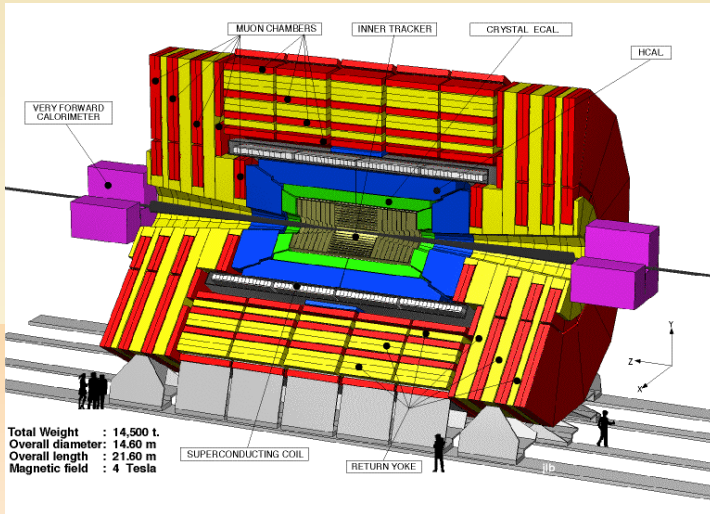 MUON CHAMBERS
INNER TRACKER
CRYSTAL ECAL.
HCAL
VERY FORWARD
CALORIMETER
Y
Z
X
Total Weight : 14,500 t.
Overall diameter: 14.60 m
Overall length : 21.60 m
Magnetic field : 4 Tesla
SUPERCONDUCTING COIL
RETURN YOKE
jlb